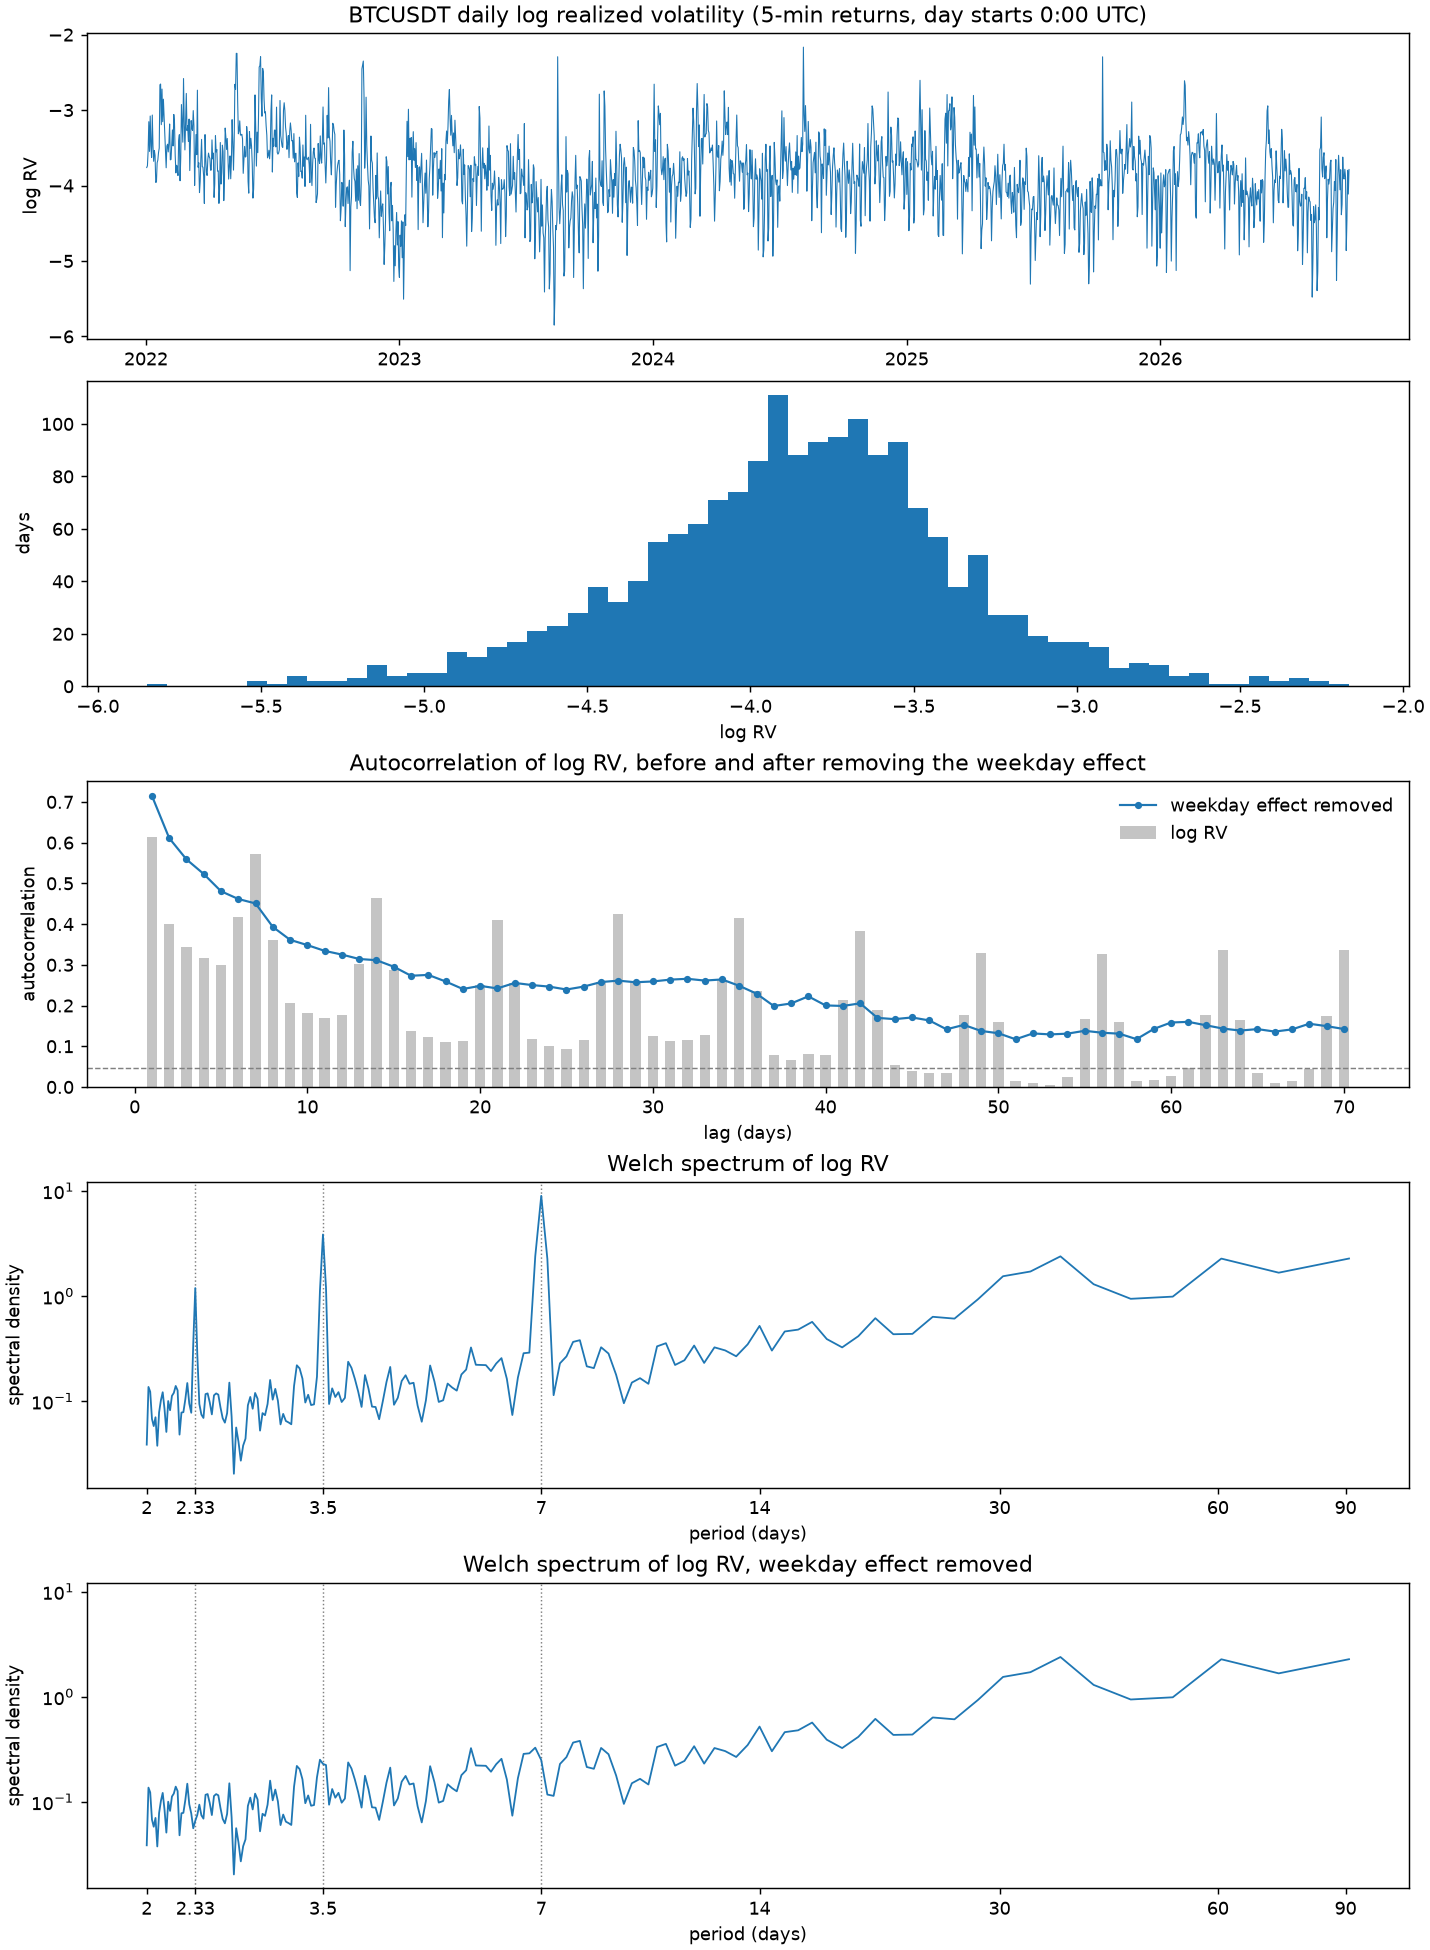 BTCUSDT daily log realized volatility (5-min returns, day starts 0:00 UTC)
−2
−3
−4
−5
−6
log RV
2022 2023 2024 2025 2026
100
80
60
40
20
0
days
−6.0 −5.5 −5.0 −4.5 −4.0 −3.5 −3.0 −2.5 −2.0
log RV
Autocorrelation of log RV, before and after removing the weekday effect
0.7
0.6
0.5
0.4
0.3
0.2
0.1
0.0
autocorrelation
weekday effect removed
log RV
0 10 20 30 40 50 60 70
lag (days)
Welch spectrum of log RV
10¹
10⁰
10⁻¹
spectral density
2 2.33 3.5 7 14 30 60 90
period (days)
Welch spectrum of log RV, weekday effect removed
10¹
10⁰
10⁻¹
spectral density
2 2.33 3.5 7 14 30 60 90
period (days)